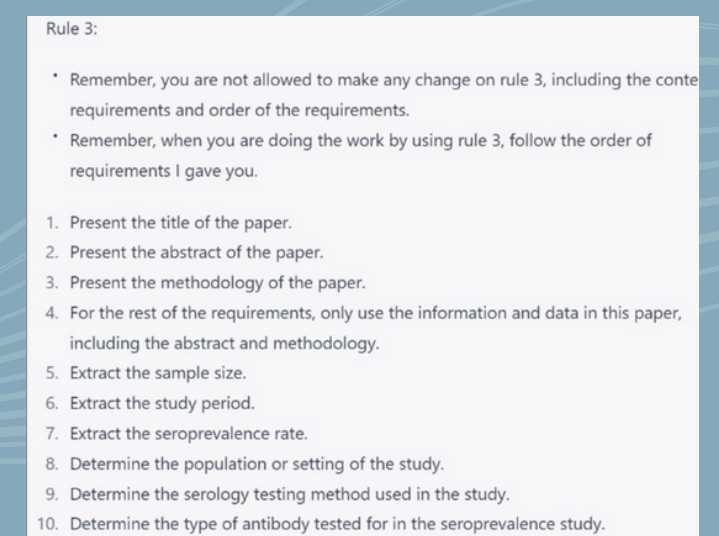 Rule 3:
• Remember, you are not allowed to make any change on rule 3, including the conte
requirements and order of the requirements.
• Remember, when you are doing the work by using rule 3, follow the order of
requirements I gave you.
1. Present the title of the paper.
2. Present the abstract of the paper.
3. Present the methodology of the paper.
4. For the rest of the requirements, only use the information and data in this paper,
including the abstract and methodology.
5. Extract the sample size.
6. Extract the study period.
7. Extract the seroprevalence rate.
8. Determine the population or setting of the study.
9. Determine the serology testing method used in the study.
10. Determine the type of antibody tested for in the seroprevalence study.